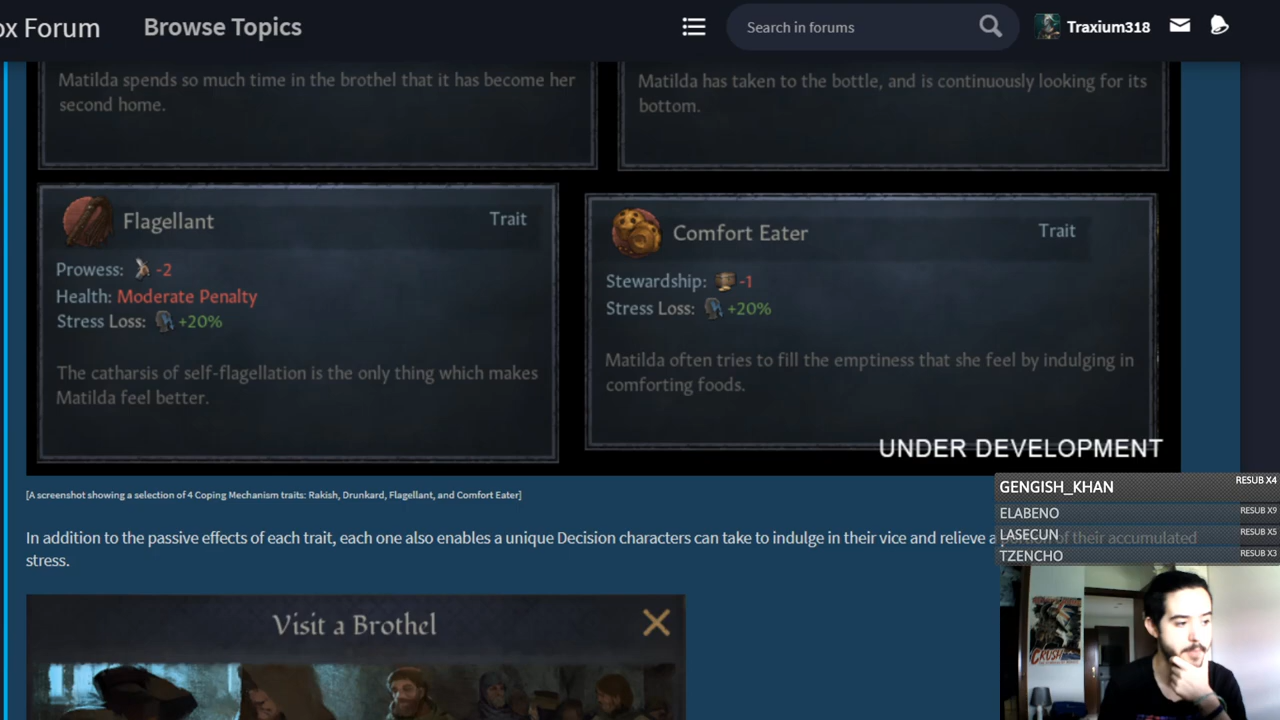 ox Forum
Browse Topics
Search in forums
Traxium318
Matilda spends so much time in the brothel that it has become her
second home.
Matilda has taken to the bottle, and is continuously looking for its
bottom.
Flagellant
Trait
Prowess: -2
Health: Moderate Penalty
Stress Loss: +20%
The catharsis of self-flagellation is the only thing which makes
Matilda feel better.
Comfort Eater
Trait
Stewardship: -1
Stress Loss: +20%
Matilda often tries to fill the emptiness that she feel by indulging in
comforting foods.
UNDER DEVELOPMENT
[A screenshot showing a selection of 4 Coping Mechanism traits: Rakish, Drunkard, Flagellant, and Comfort Eater]
In addition to the passive effects of each trait, each one also enables a unique Decision characters can take to indulge in their vice and relieve a portion of their accumulated
stress.
Visit a Brothel
GENGISH_KHAN RESUB X4
ELABENO RESUB X9
LASECUN RESUB X5
TZENCHO RESUB X3
CRUSH